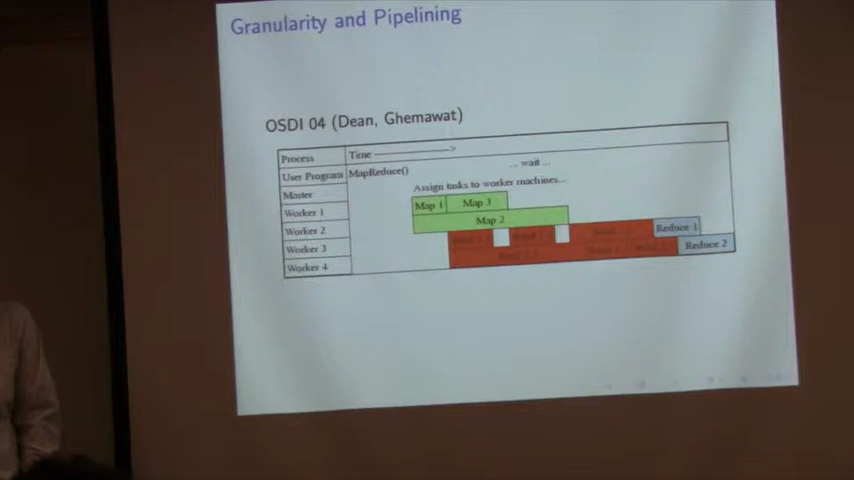 Granularity and Pipelining
OSDI 04 (Dean, Ghemawat)
Process Time
User Program MapReduce() ... wait ...
Master Assign tasks to worker machines...
Worker 1 Map 1 Map 3
Worker 2 Map 2
Worker 3 Reduce 1
Worker 4 Reduce 2